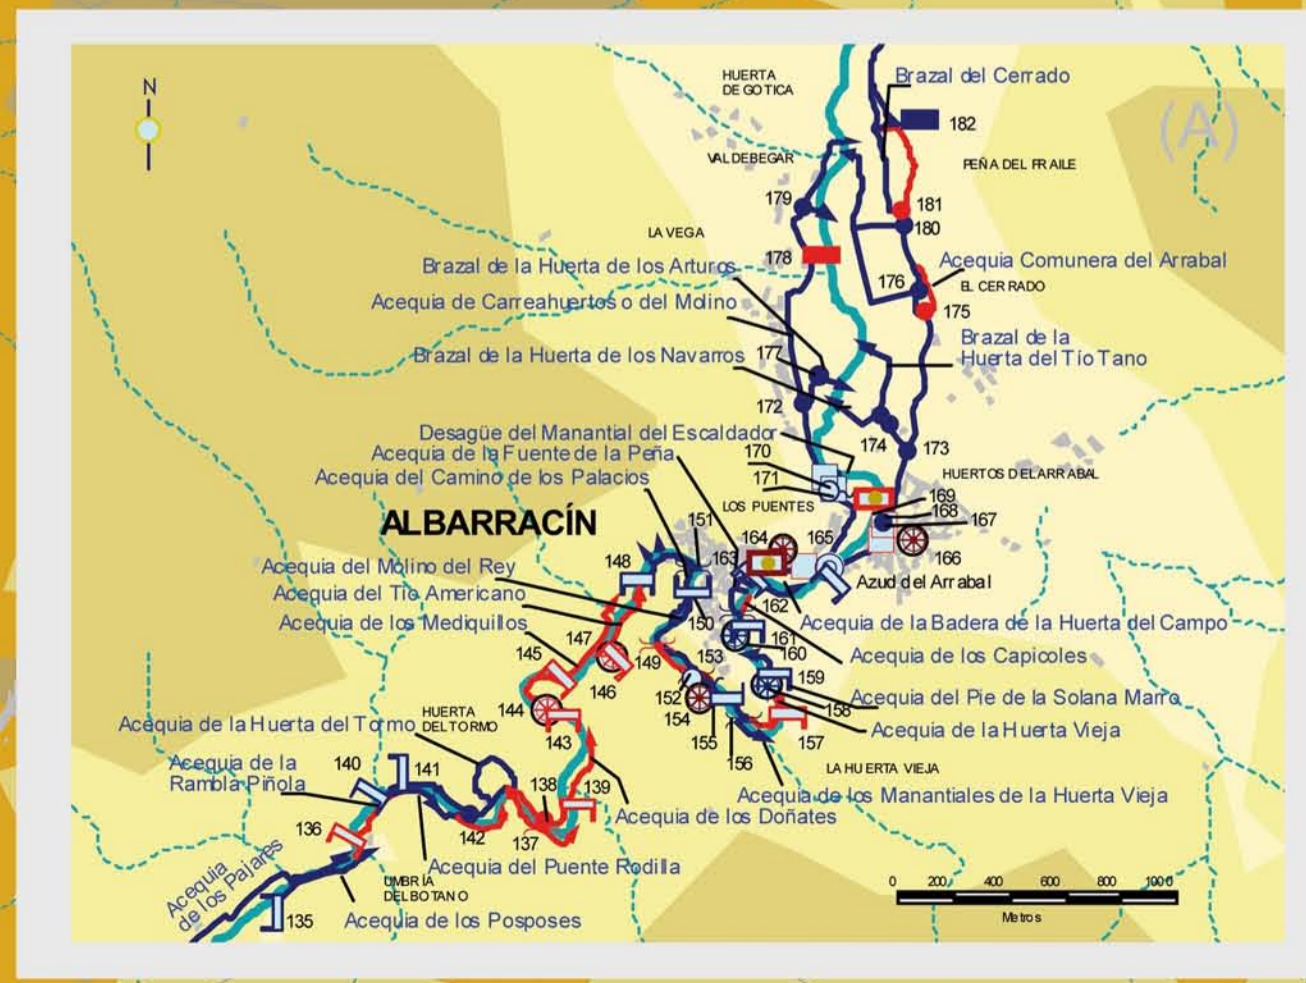 N
HUERTA
DE GOTICA
Brazal del Cerrado
(A)
182
VALDEBEGAR
PEÑA DEL FRAILE
179
181
180
LA VEGA
178
Acequia Comunera del Arrabal
Brazal de la Huerta de los Arturos
176
EL CERRADO
Acequia de Carreahuertos o del Molino
175
Brazal de la
Huerta del Tío Tano
Brazal de la Huerta de los Navarros
177
172
Desagüe del Manantial del Escaldador
174
173
Acequia de la Fuente de la Peña
170
HUERTOS DEL ARRABAL
Acequia del Camino de los Palacios
171
169
LOS PUENTES
168
167
ALBARRACÍN
151
164
165
166
148
163
Acequia del Molino del Rey
Azud del Arrabal
Acequia del Tío Americano
150
162
Acequia de los Mediquillos
147
161
Acequia de la Badera de la Huerta del Campo
145
149
153
160
Acequia de los Capicoles
146
159
152
158
Acequia del Pie de la Solana Marro
144
154
Acequia de la Huerta del Tormo
HUERTA
DEL TORMO
143
155
157
Acequia de la Huerta Vieja
156
Acequia de la
Rambla Piñola
140
141
LA HUERTA VIEJA
138
139
Acequia de los Manantiales de la Huerta Vieja
136
142
137
Acequia de los Doñates
Acequia
de los Pajares
Acequia del Puente Rodilla
UMBRÍA
DEL BOTANO
135
Acequia de los Posposes
0 200 400 600 800 1000
Metros